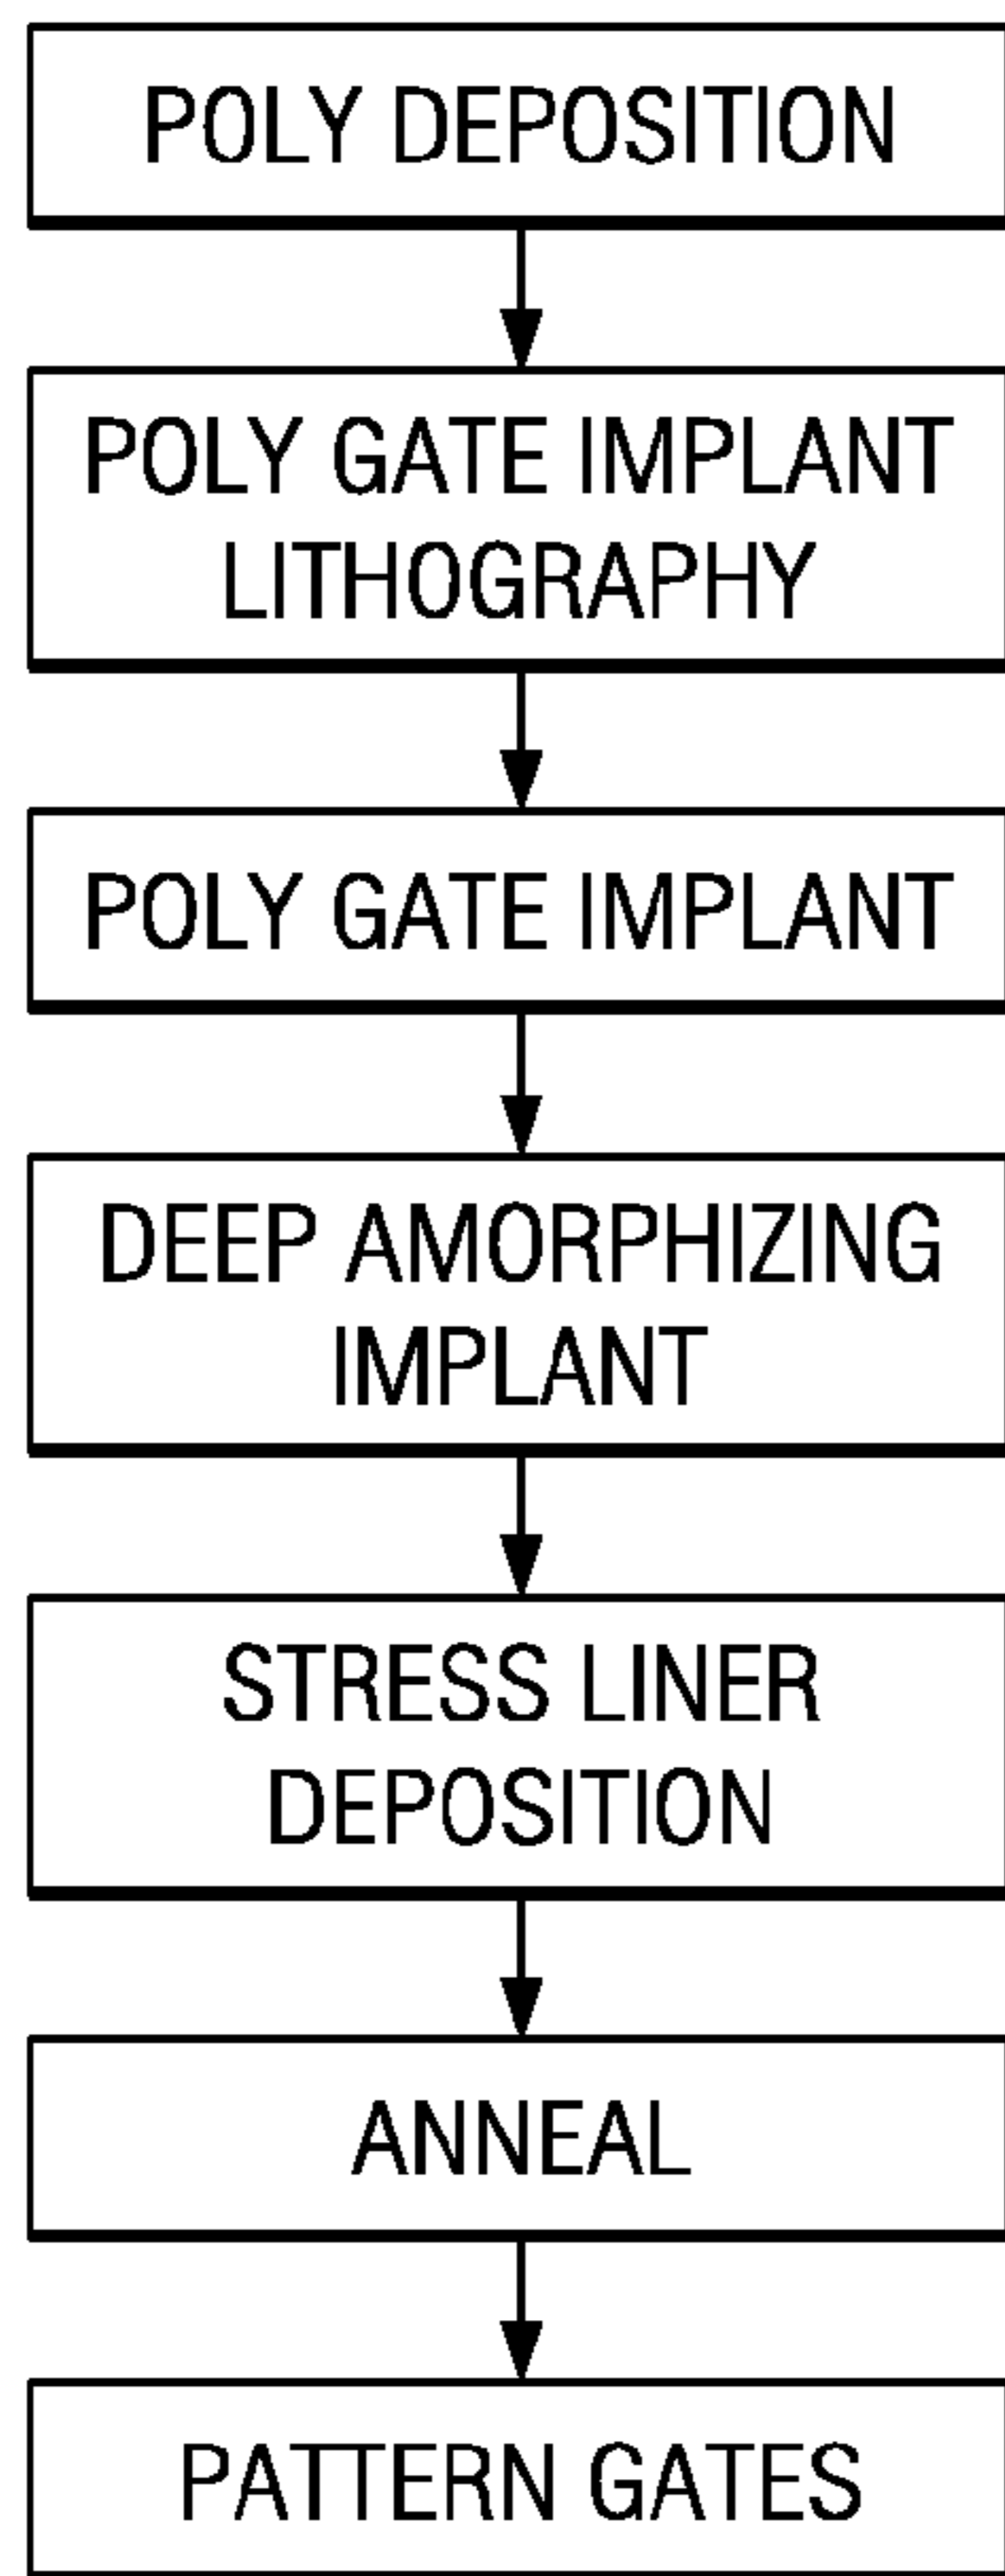 POLY DEPOSITION
POLY GATE IMPLANT
LITHOGRAPHY
POLY GATE IMPLANT
DEEP AMORPHIZING
IMPLANT
STRESS LINER
DEPOSITION
ANNEAL
PATTERN GATES